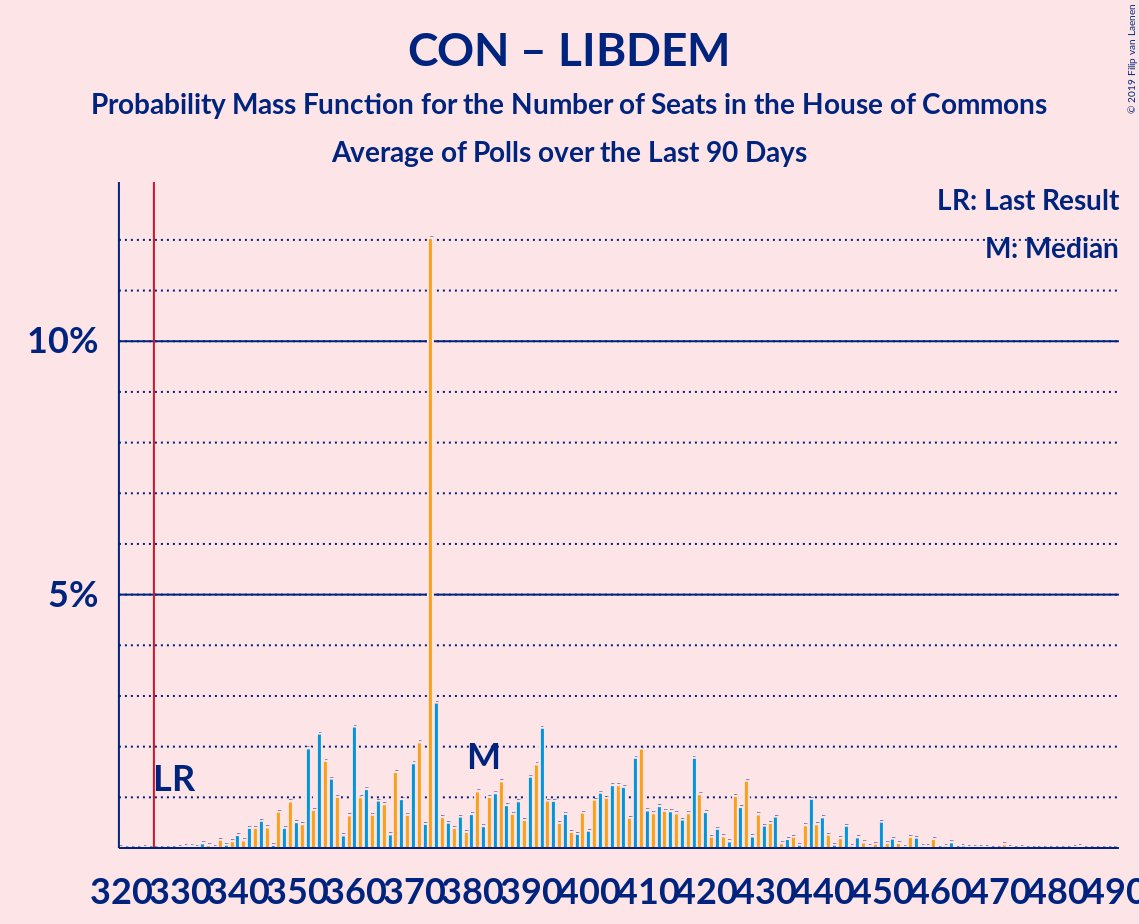 CON – LIBDEM
Probability Mass Function for the Number of Seats in the House of Commons
Average of Polls over the Last 90 Days
© 2019 Filip van Laenen
LR: Last Result
M: Median
10%
5%
M
LR
320 330 340 350 360 370 380 390 400 410 420 430 440 450 460 470 480 490